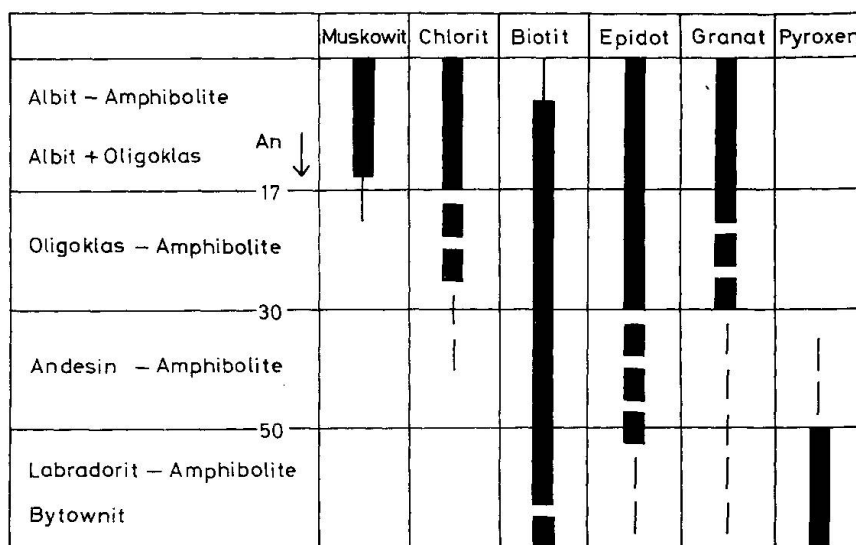 Muskowit Chlorit Biotit Epidot Granat Pyroxen
Albit – Amphibolite
An
Albit + Oligoklas
17
Oligoklas – Amphibolite
30
Andesin – Amphibolite
50
Labradorit – Amphibolite
Bytownit